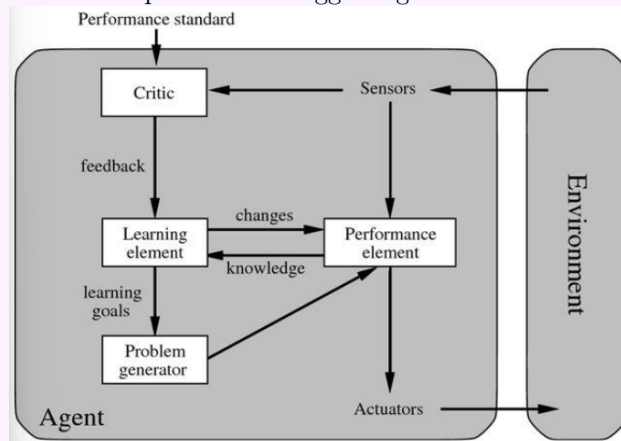 Performance standard
Critic
Sensors
feedback
changes
Learning
element
Performance
element
knowledge
learning
goals
Problem
generator
Agent
Actuators
Environment